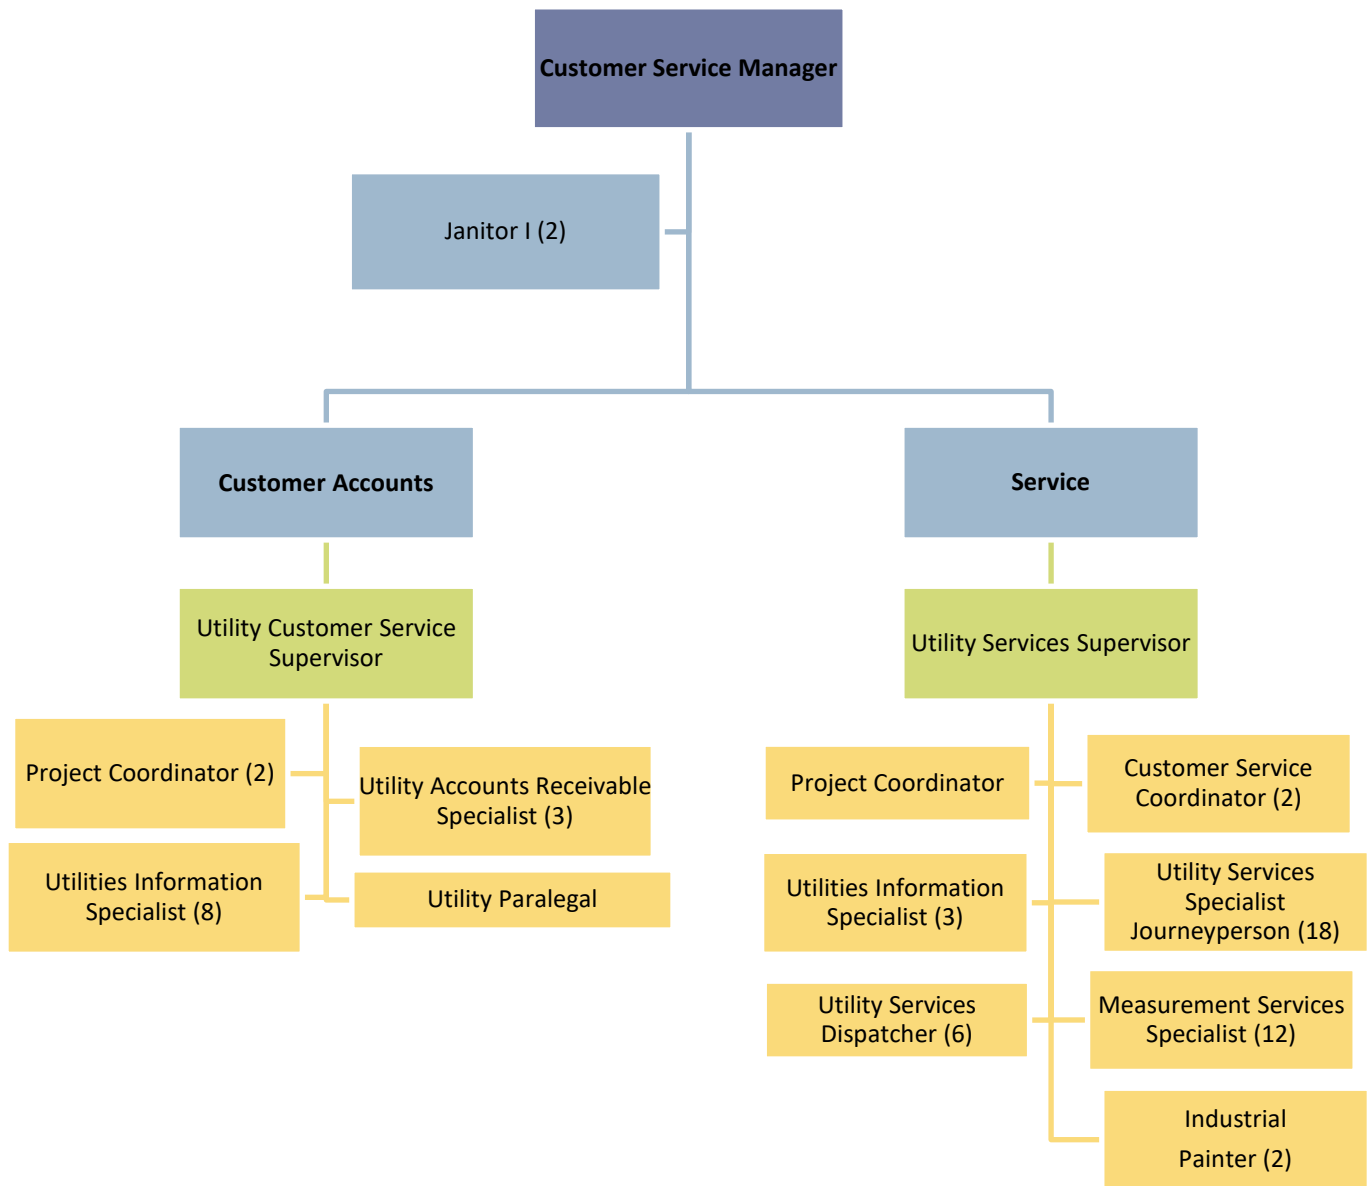 Customer Service Manager
Janitor I (2)
Customer Accounts
Service
Utility Customer Service
Supervisor
Utility Services Supervisor
Project Coordinator (2)
Utility Accounts Receivable
Specialist (3)
Utilities Information
Specialist (8)
Utility Paralegal
Project Coordinator
Customer Service
Coordinator (2)
Utilities Information
Specialist (3)
Utility Services
Specialist
Journeyperson (18)
Utility Services
Dispatcher (6)
Measurement Services
Specialist (12)
Industrial
Painter (2)